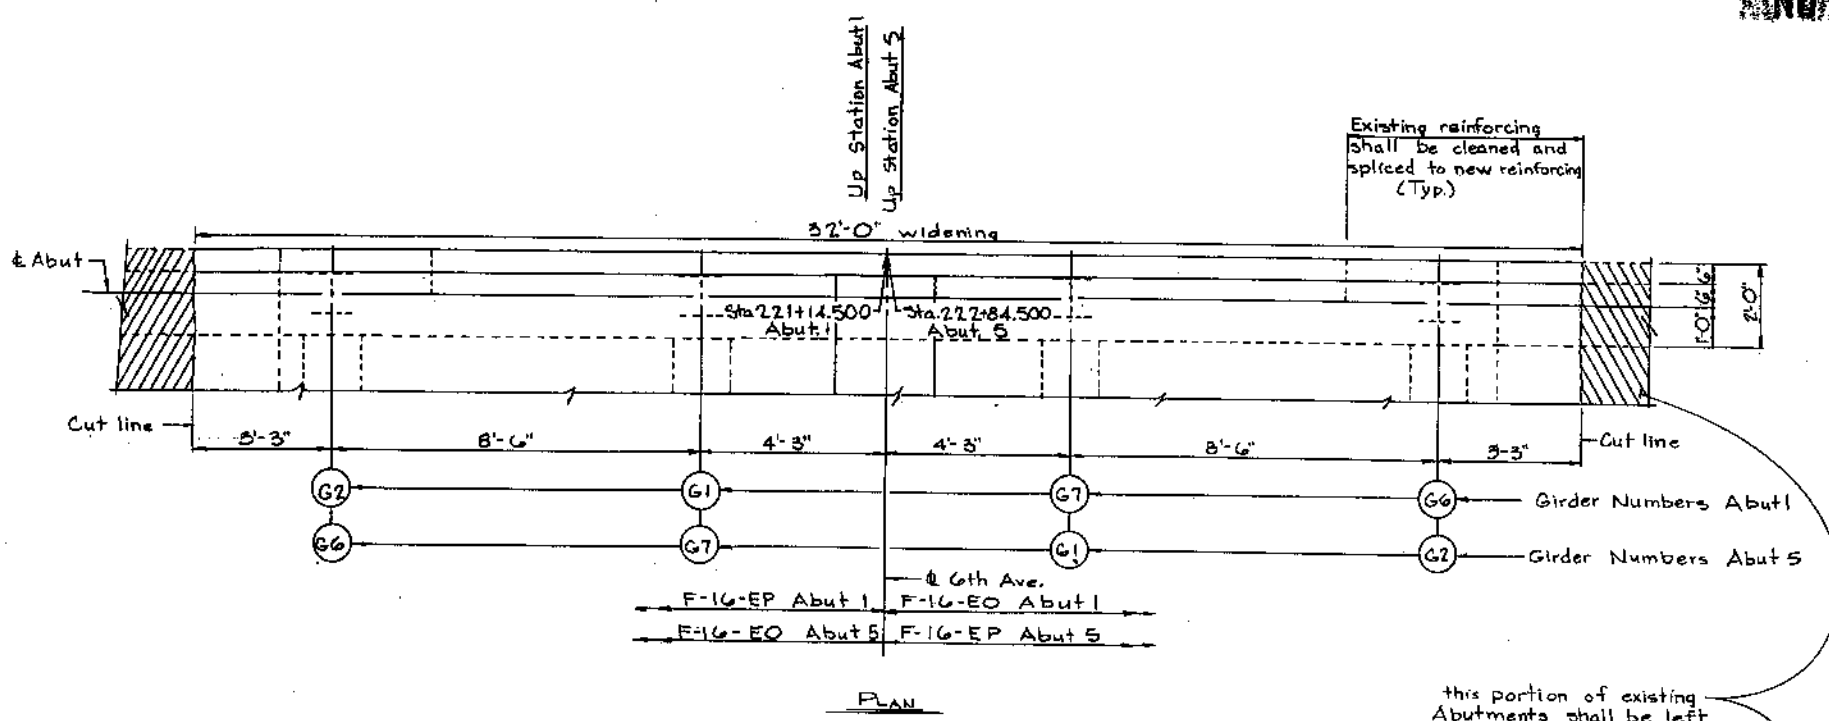 Up Station Abut 1
Up Station Abut 5
Existing reinforcing
shall be cleaned and
spliced to new reinforcing
(Typ.)
32'-0" widening
℄ Abut
Sta 221+14.500
Abut. 1
Sta. 222+84.500
Abut. 5
6"
6"
1'-0"
2'-0"
Cut line
3'-3"
8'-6"
4'-3"
4'-3"
8'-6"
3'-3"
Cut line
G2
G1
G7
G6
Girder Numbers Abut 1
G6
G7
G1
G2
Girder Numbers Abut 5
℄ 6th Ave.
F-16-EP Abut 1
F-16-EO Abut 1
F-16-EO Abut 5
F-16-EP Abut 5
PLAN
this portion of existing
Abutments shall be left